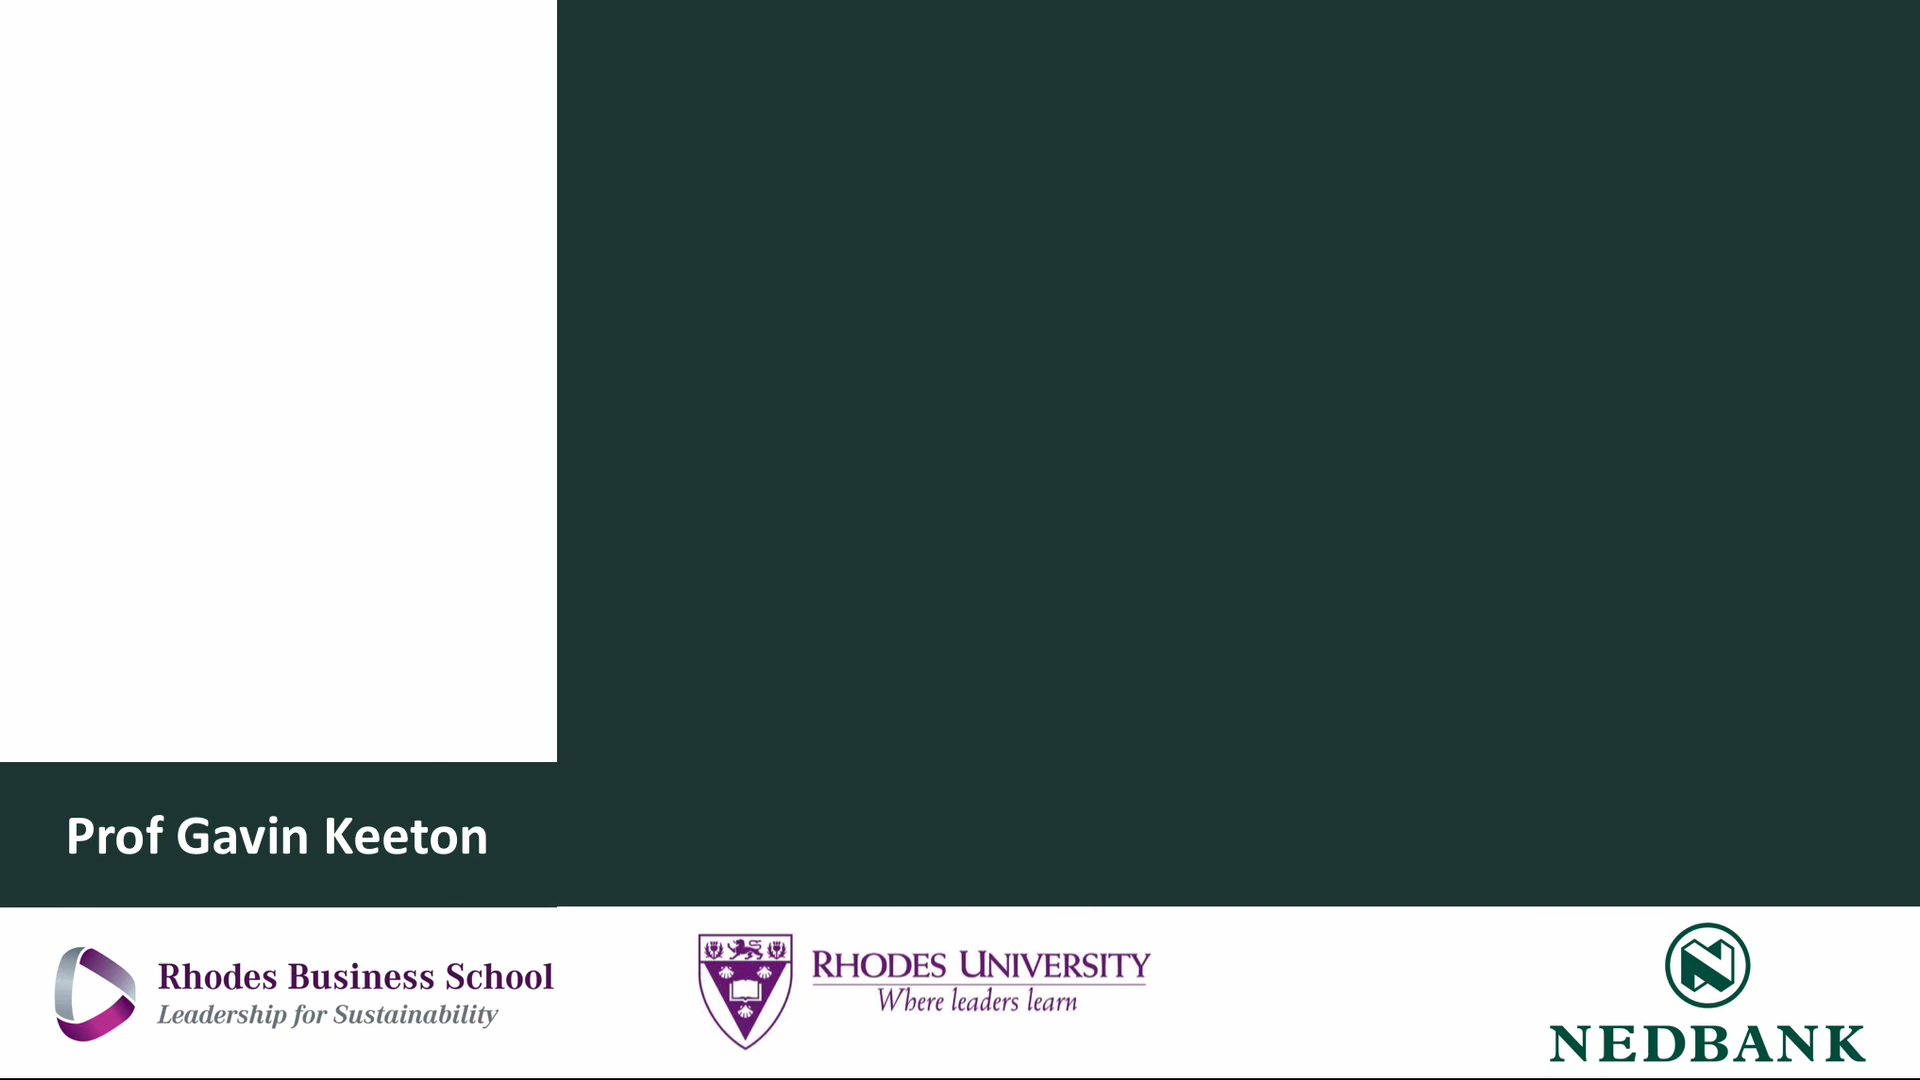 Prof Gavin Keeton
Rhodes Business School
Leadership for Sustainability
RHODES UNIVERSITY
Where leaders learn
NEDBANK